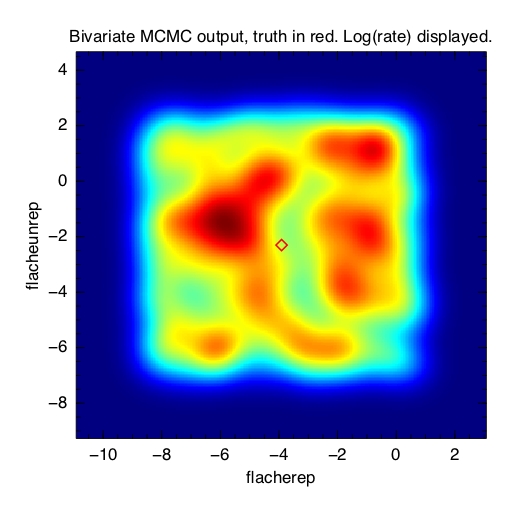 Bivariate MCMC output, truth in red. Log(rate) displayed.
4
2
0
−2
−4
−6
−8
flacheunrep
−10 −8 −6 −4 −2 0 2
flacherep